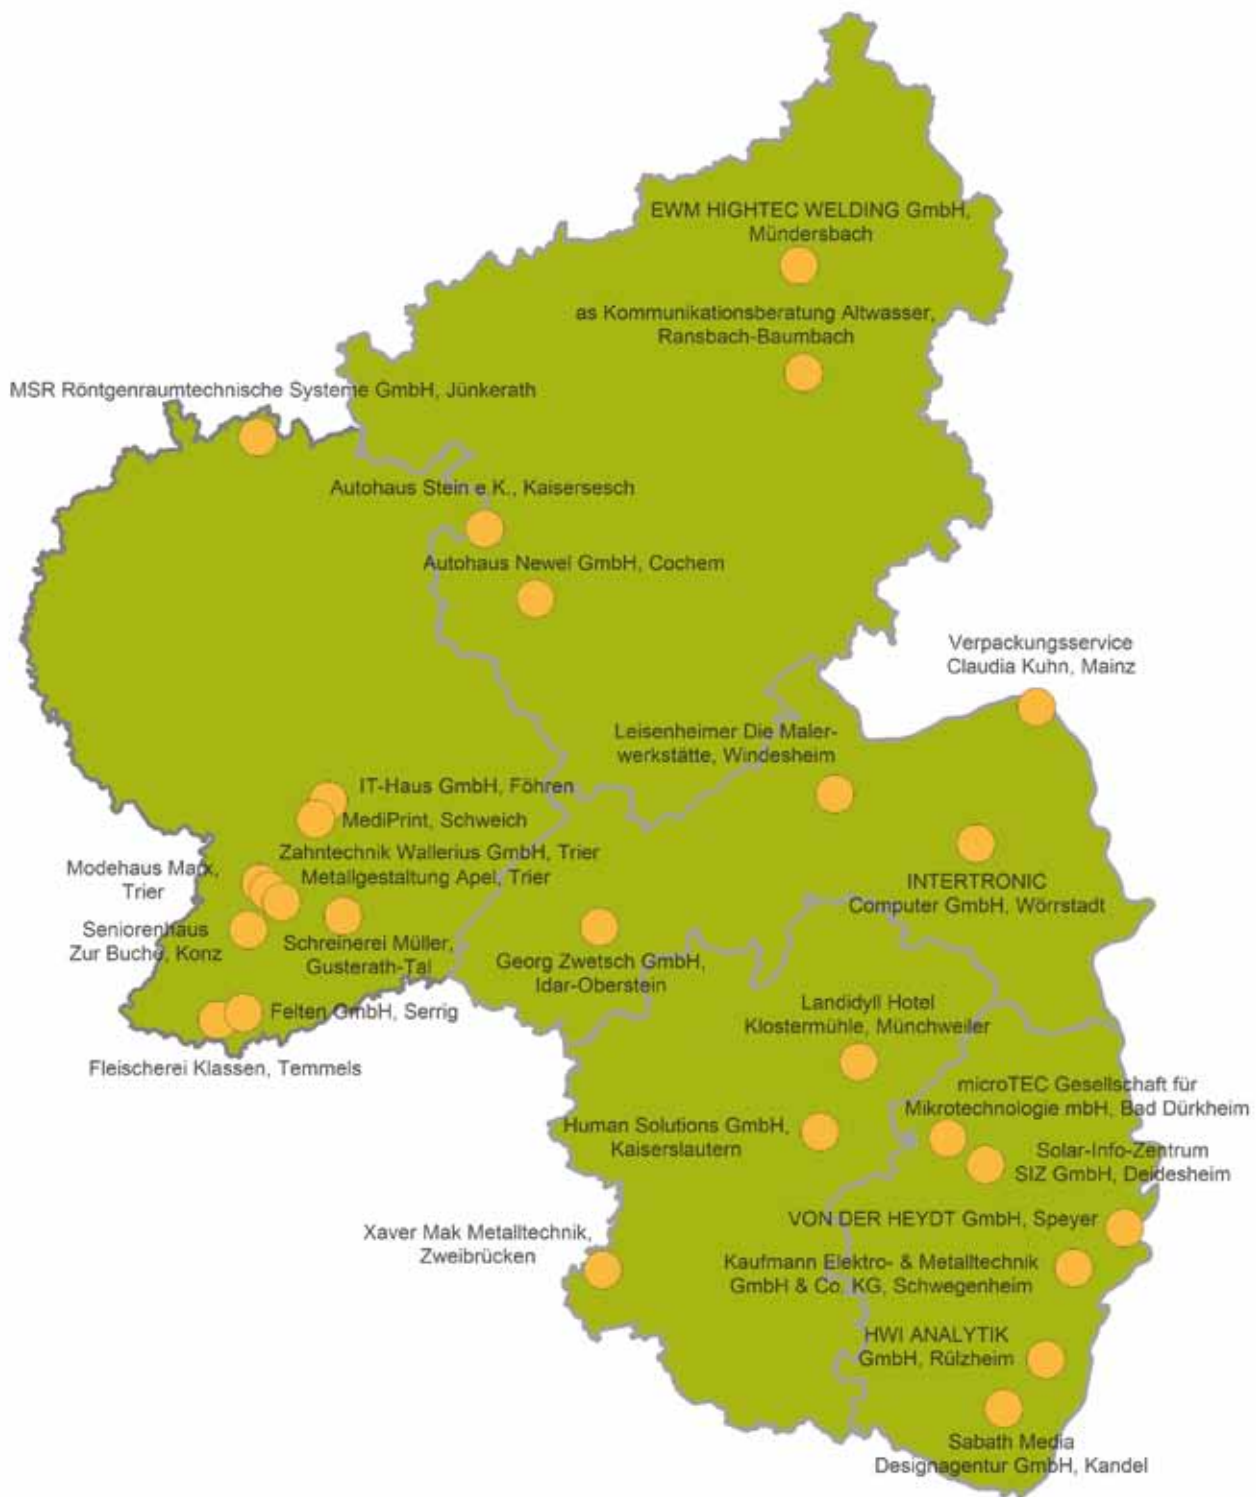 EWM HIGHTEC WELDING GmbH,
Mündersbach
as Kommunikationsberatung Altwasser,
Ransbach-Baumbach
MSR Röntgenraumtechnische Systeme GmbH, Jünkerath
Autohaus Stein e.K., Kaisersesch
Autohaus Newel GmbH, Cochem
Verpackungsservice
Claudia Kuhn, Mainz
Leisenheimer Die Maler-
werkstätte, Windesheim
IT-Haus GmbH, Föhren
MediPrint, Schweich
Zahntechnik Wallerius GmbH, Trier
Metallgestaltung Apel, Trier
Modehaus Marx,
Trier
INTERTRONIC
Computer GmbH, Wörrstadt
Seniorenhaus
Zur Buche, Konz
Schreinerei Müller,
Gusterath-Tal
Georg Zwetsch GmbH,
Idar-Oberstein
Landidyll Hotel
Klostermühle, Münchweiler
Felten GmbH, Serrig
Fleischerei Klassen, Temmels
microTEC Gesellschaft für
Mikrotechnologie mbH, Bad Dürkheim
Human Solutions GmbH,
Kaiserslautern
Solar-Info-Zentrum
SIZ GmbH, Deidesheim
VON DER HEYDT GmbH, Speyer
Xaver Mak Metalltechnik,
Zweibrücken
Kaufmann Elektro- & Metalltechnik
GmbH & Co. KG, Schwegenheim
HWI ANALYTIK
GmbH, Rülzheim
Sabath Media
Designagentur GmbH, Kandel